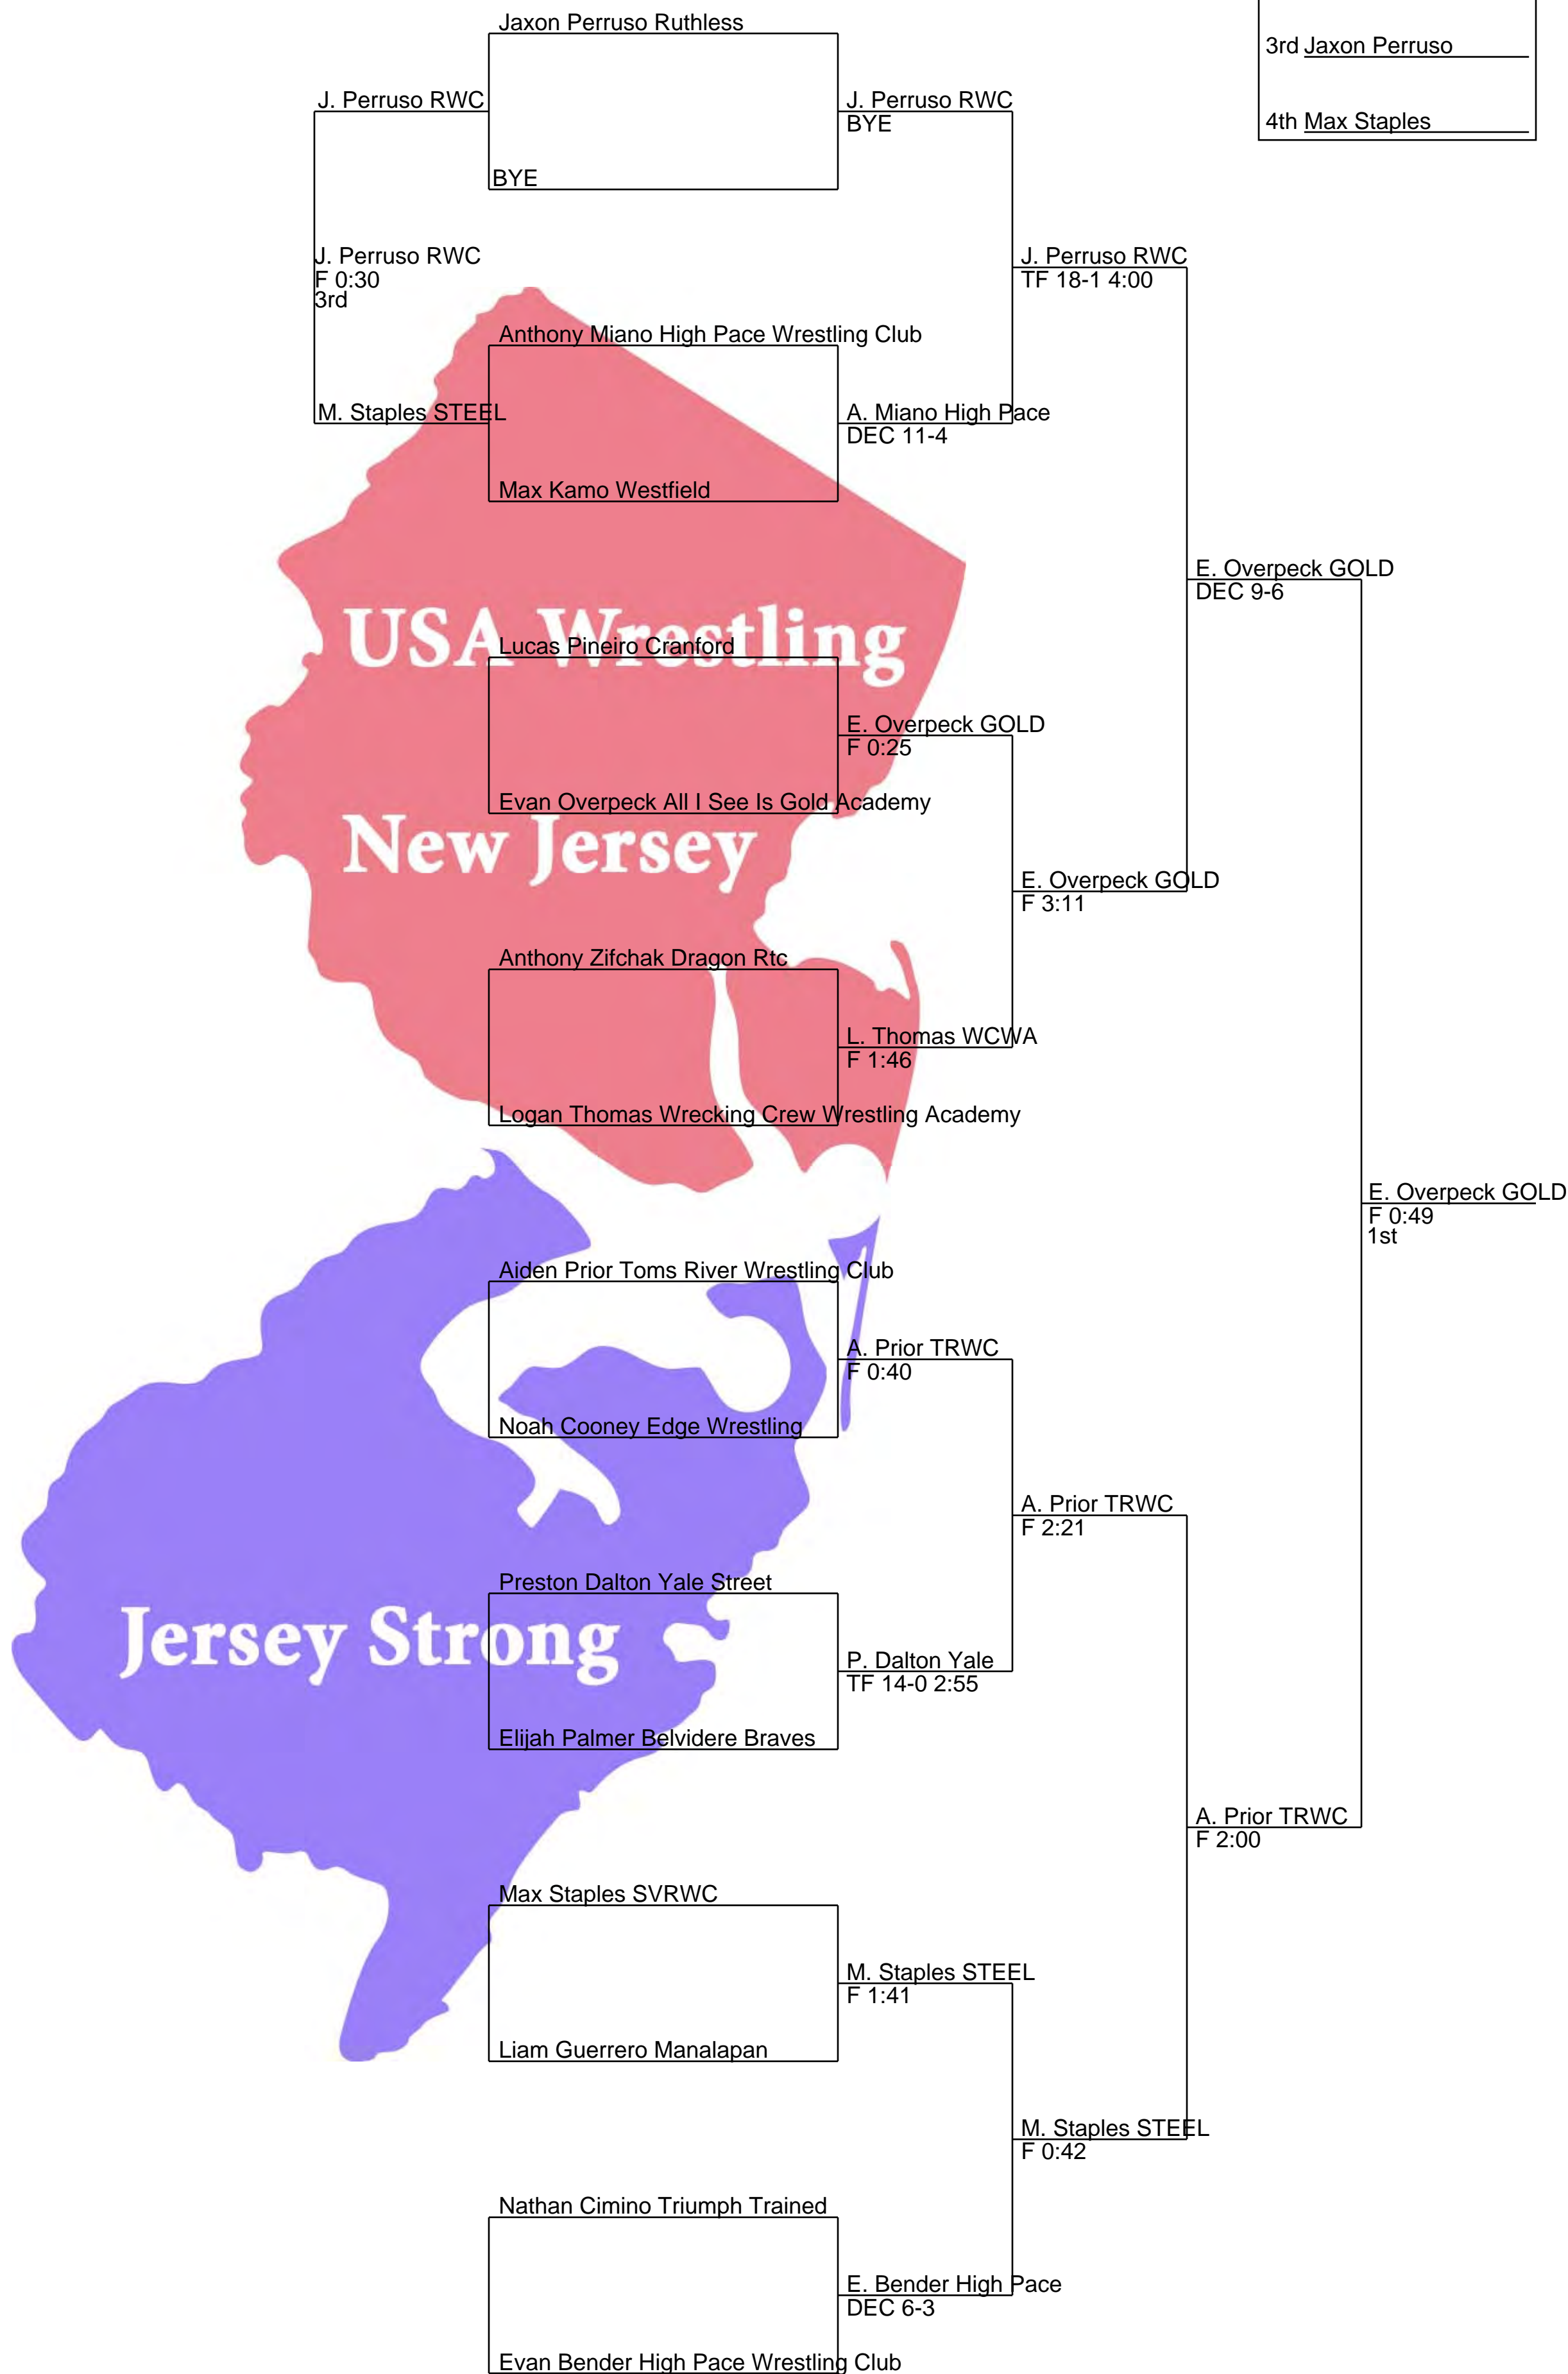 Jaxon Perruso Ruthless
3rd Jaxon Perruso
J. Perruso RWC
J. Perruso RWC
BYE
4th Max Staples
BYE
J. Perruso RWC
F 0:30
3rd
J. Perruso RWC
TF 18-1 4:00
Anthony Miano High Pace Wrestling Club
M. Staples STEEL
A. Miano High Pace
DEC 11-4
Max Kamo Westfield
E. Overpeck GOLD
DEC 9-6
USA Wrestling
Lucas Pineiro Cranford
E. Overpeck GOLD
F 0:25
Evan Overpeck All I See Is Gold Academy
New Jersey
E. Overpeck GOLD
F 3:11
Anthony Zifchak Dragon Rtc
L. Thomas WCWA
F 1:46
Logan Thomas Wrecking Crew Wrestling Academy
E. Overpeck GOLD
F 0:49
1st
Aiden Prior Toms River Wrestling Club
A. Prior TRWC
F 0:40
Noah Cooney Edge Wrestling
A. Prior TRWC
F 2:21
Preston Dalton Yale Street
Jersey Strong
P. Dalton Yale
TF 14-0 2:55
Elijah Palmer Belvidere Braves
A. Prior TRWC
F 2:00
Max Staples SVRWC
M. Staples STEEL
F 1:41
Liam Guerrero Manalapan
M. Staples STEEL
F 0:42
Nathan Cimino Triumph Trained
E. Bender High Pace
DEC 6-3
Evan Bender High Pace Wrestling Club